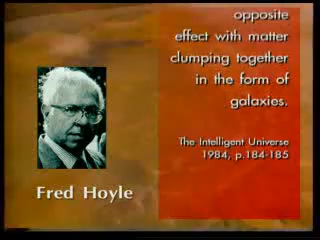 opposite
effect with matter
clumping together
in the form of
galaxies.
The Intelligent Universe
1984, p.184-185
Fred Hoyle